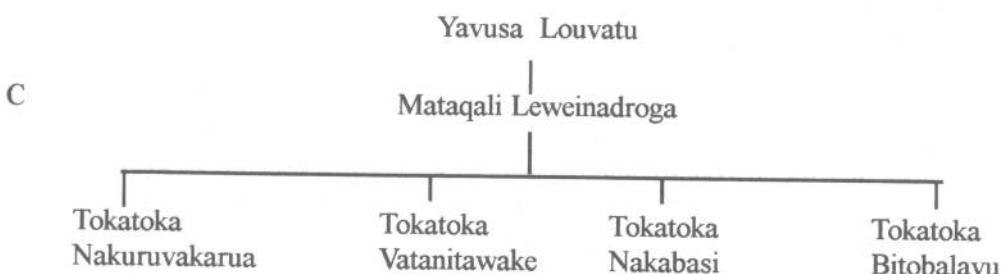 Yavusa Louvatu
C
Mataqali Leweinadroga
Tokatoka
Nakuruvakarua
Tokatoka
Vatanitawake
Tokatoka
Nakabasi
Tokatoka
Bitobalavu